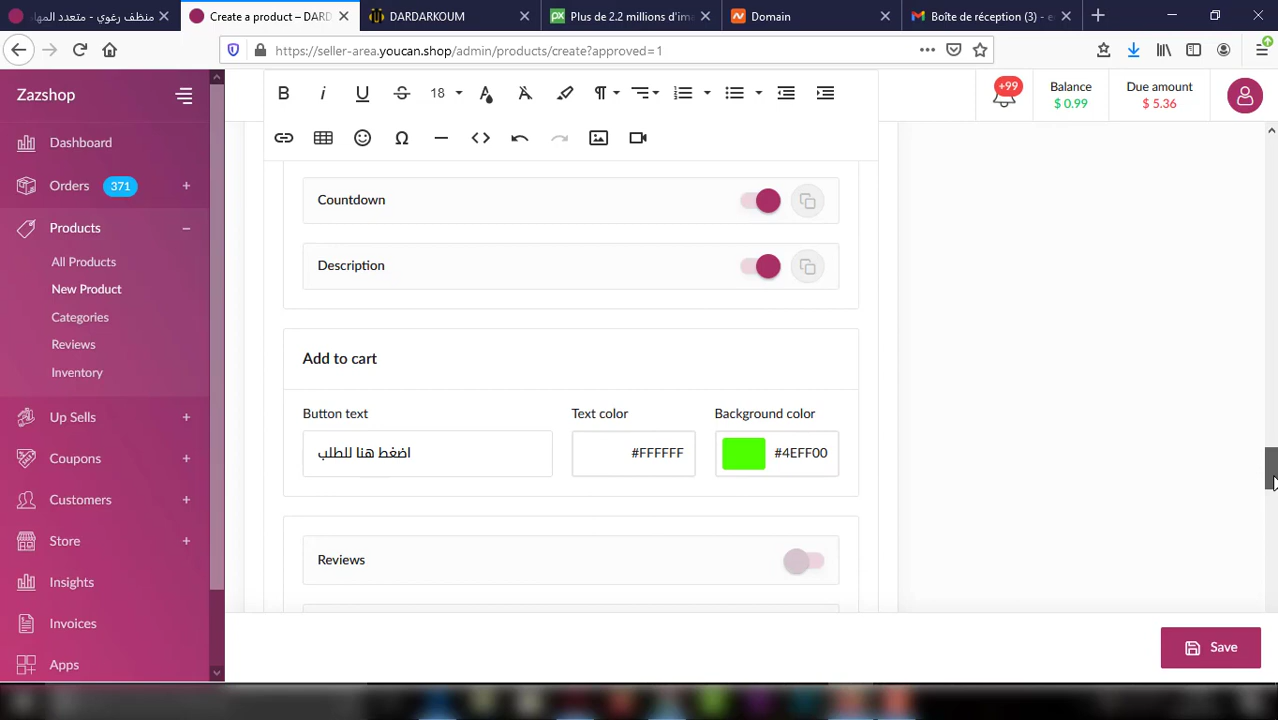 منظف رغوي - متعدد المهام
Create a product – DARD
DARDARKOUM
Plus de 2.2 millions d'ima
Domain
Boîte de réception (3) - e
https://seller-area.youcan.shop/admin/products/create?approved=1
Zazshop
B i U S 18
+99
Balance
$ 0.99
Due amount
$ 5.36
Dashboard
Orders 371 +
Products −
All Products
New Product
Categories
Reviews
Inventory
Up Sells +
Coupons +
Customers +
Store +
Insights
Invoices
Apps
Countdown
Description
Add to cart
Button text
Text color
Background color
اضغط هنا للطلب
#FFFFFF
#4EFF00
Reviews
Save